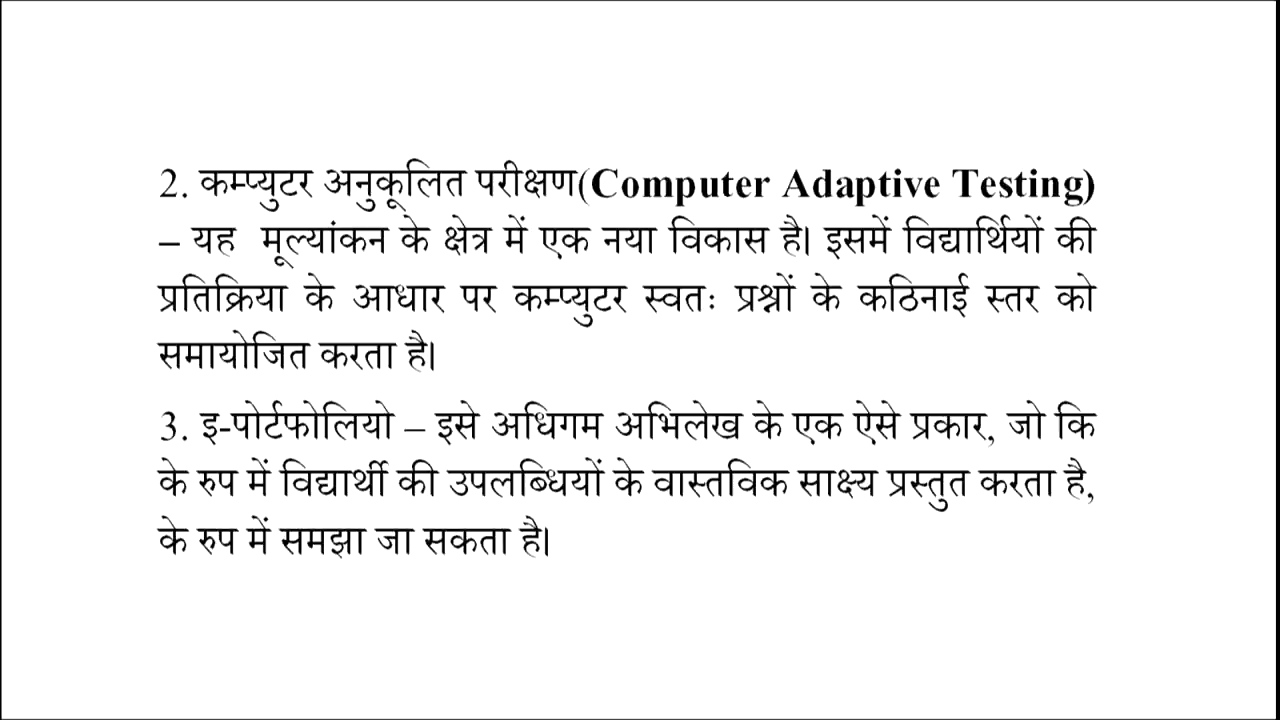 2. कम्प्युटर अनुकूलित परीक्षण(Computer Adaptive Testing)
– यह मूल्यांकन के क्षेत्र में एक नया विकास है। इसमें विद्यार्थियों की
प्रतिक्रिया के आधार पर कम्प्युटर स्वतः प्रश्नों के कठिनाई स्तर को
समायोजित करता है।
3. इ-पोर्टफोलियो – इसे अधिगम अभिलेख के एक ऐसे प्रकार, जो कि
के रुप में विद्यार्थी की उपलब्धियों के वास्तविक साक्ष्य प्रस्तुत करता है,
के रुप में समझा जा सकता है।